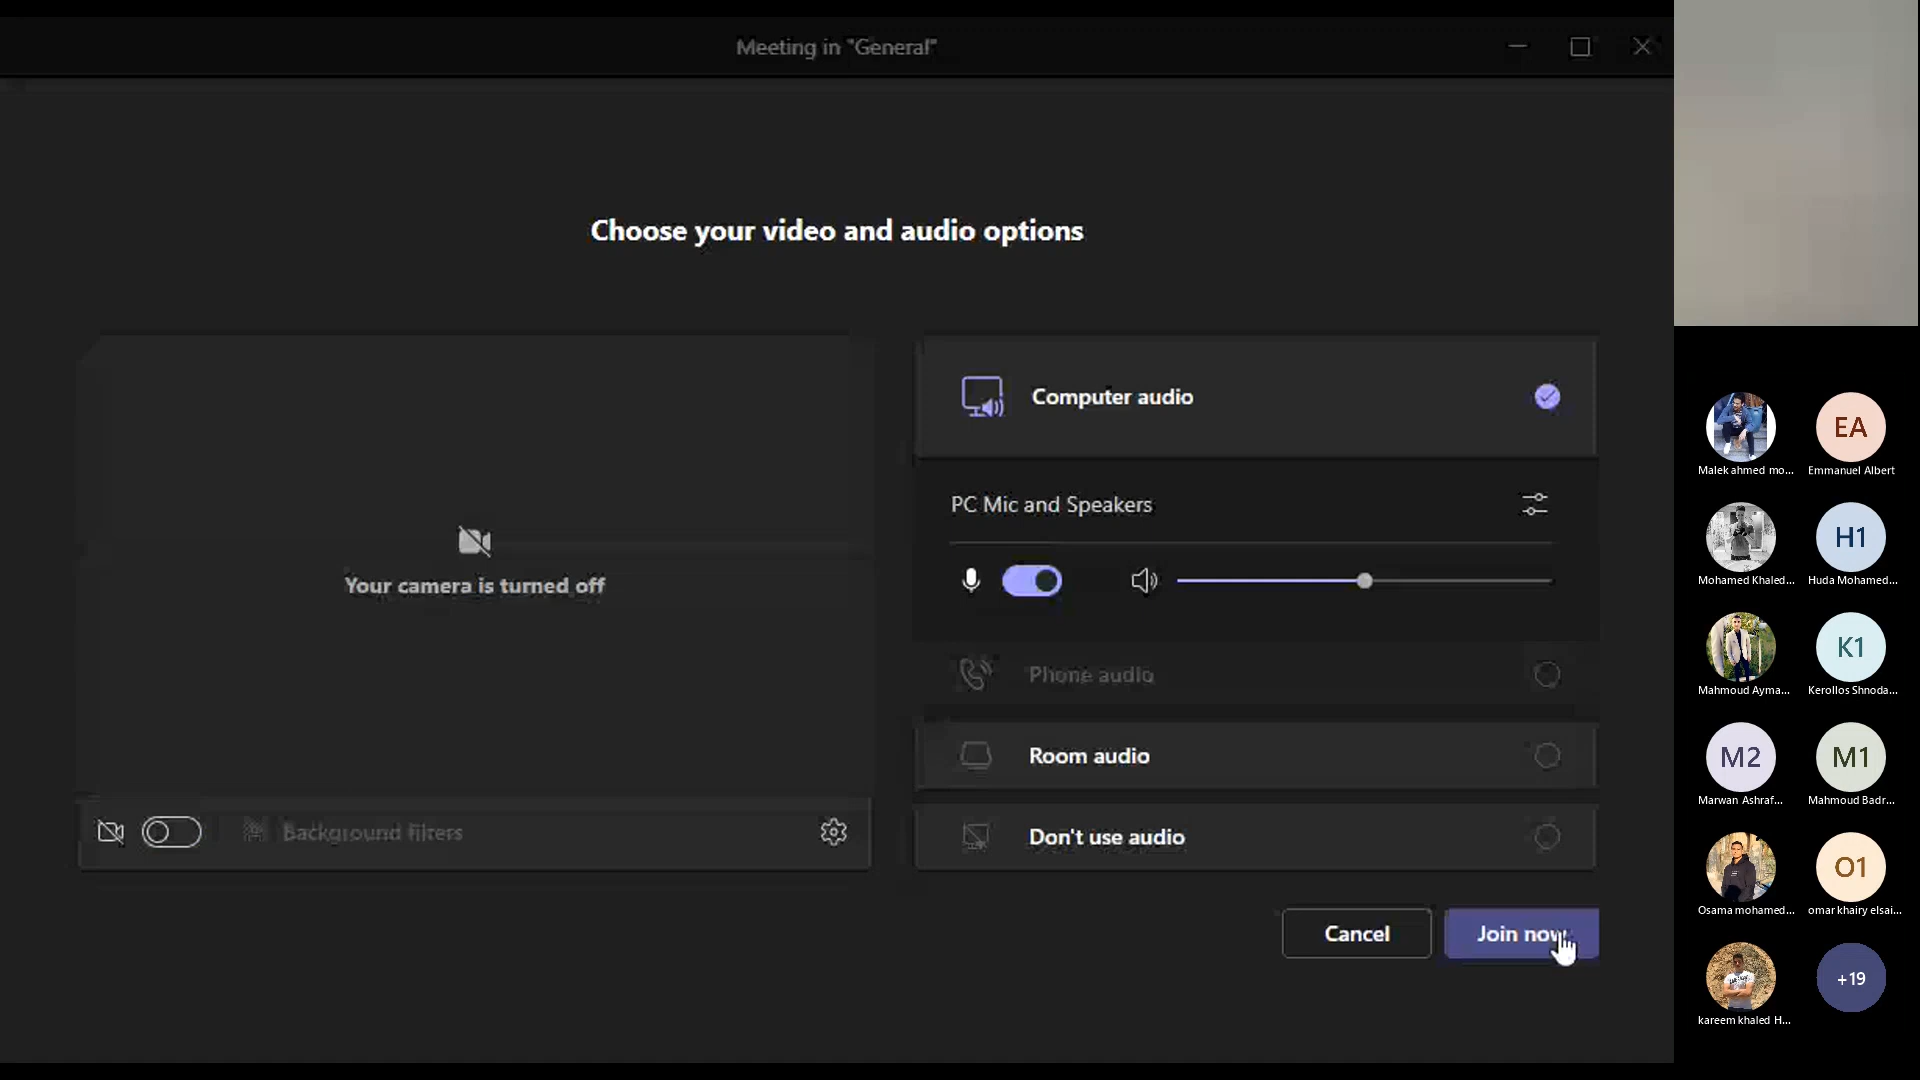 Meeting in "General"
Choose your video and audio options
Your camera is turned off
Background filters
Computer audio
PC Mic and Speakers
Phone audio
Room audio
Don't use audio
Cancel
Join now
Malek ahmed mo...
EA
Emmanuel Albert
Mohamed Khaled...
H1
Huda Mohamed...
Mahmoud Ayma...
K1
Kerollos Shnoda...
M2
Marwan Ashraf...
M1
Mahmoud Badr...
Osama mohamed...
O1
omar khairy elsai...
kareem khaled H...
+19